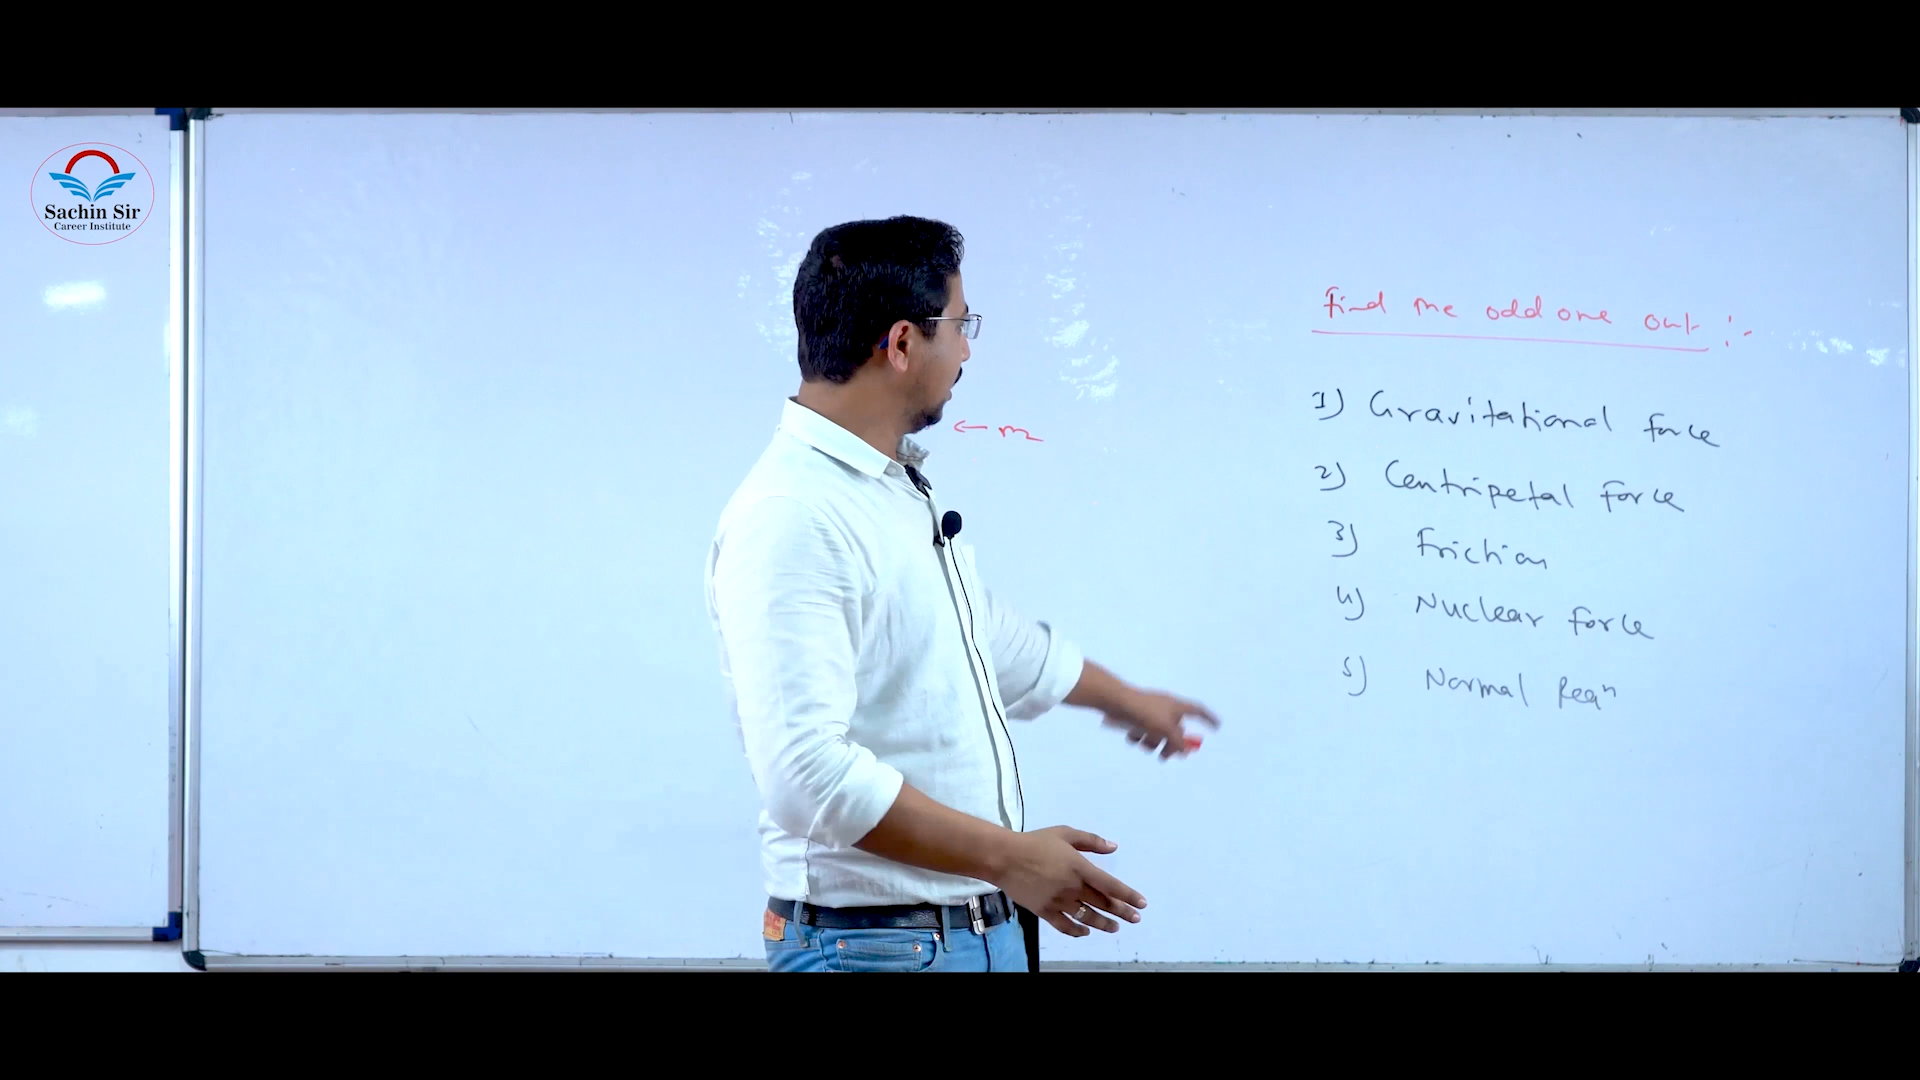 Sachin Sir
Career Institute
Find the odd one out :-
← m
1) Gravitational force
2) Centripetal Force
3) Friction
4) Nuclear Force
5) Normal Reaⁿ